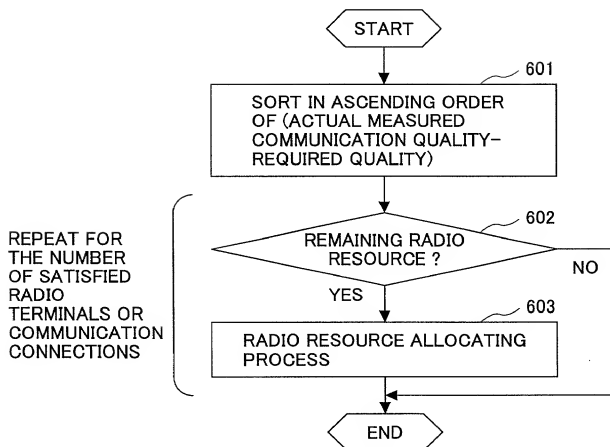 START
601
SORT IN ASCENDING ORDER
OF (ACTUAL MEASURED
COMMUNICATION QUALITY−
REQUIRED QUALITY)
602
REPEAT FOR
THE NUMBER
OF SATISFIED
RADIO
TERMINALS OR
COMMUNICATION
CONNECTIONS
REMAINING RADIO
RESOURCE ?
NO
YES
603
RADIO RESOURCE ALLOCATING
PROCESS
END